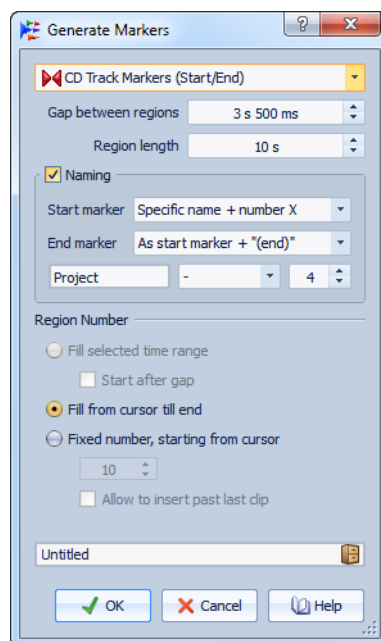 Generate Markers
CD Track Markers (Start/End)
Gap between regions 3 s 500 ms
Region length 10 s
Naming
Start marker Specific name + number X
End marker As start marker + "(end)"
Project - 4
Region Number
Fill selected time range
Start after gap
Fill from cursor till end
Fixed number, starting from cursor
10
Allow to insert past last clip
Untitled
OK Cancel Help